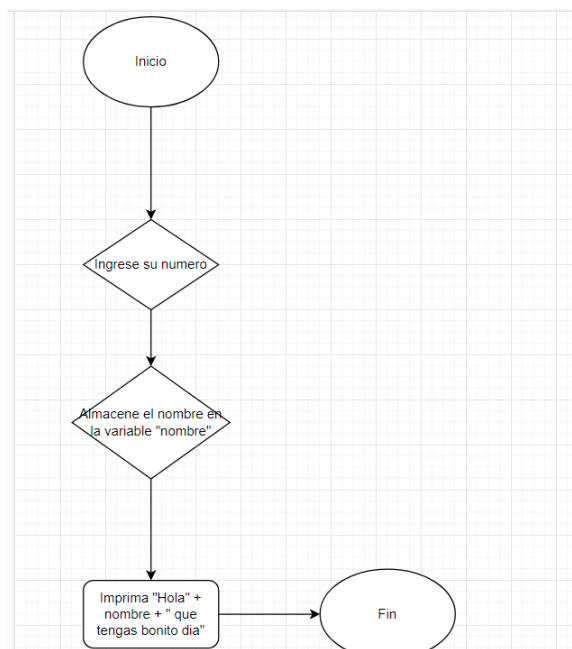 Inicio
Ingrese su numero
Almacene el nombre en
la variable "nombre"
Imprima "Hola" +
nombre + " que
tengas bonito dia"
Fin